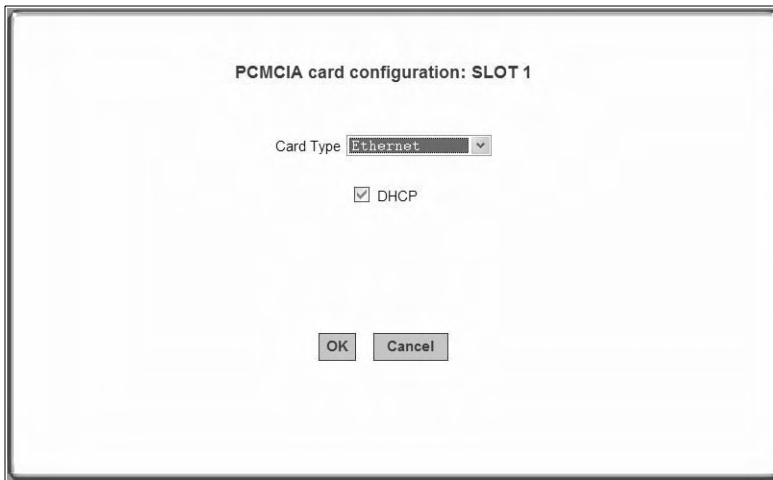 PCMCIA card configuration: SLOT 1
Card Type Ethernet
DHCP
OK Cancel